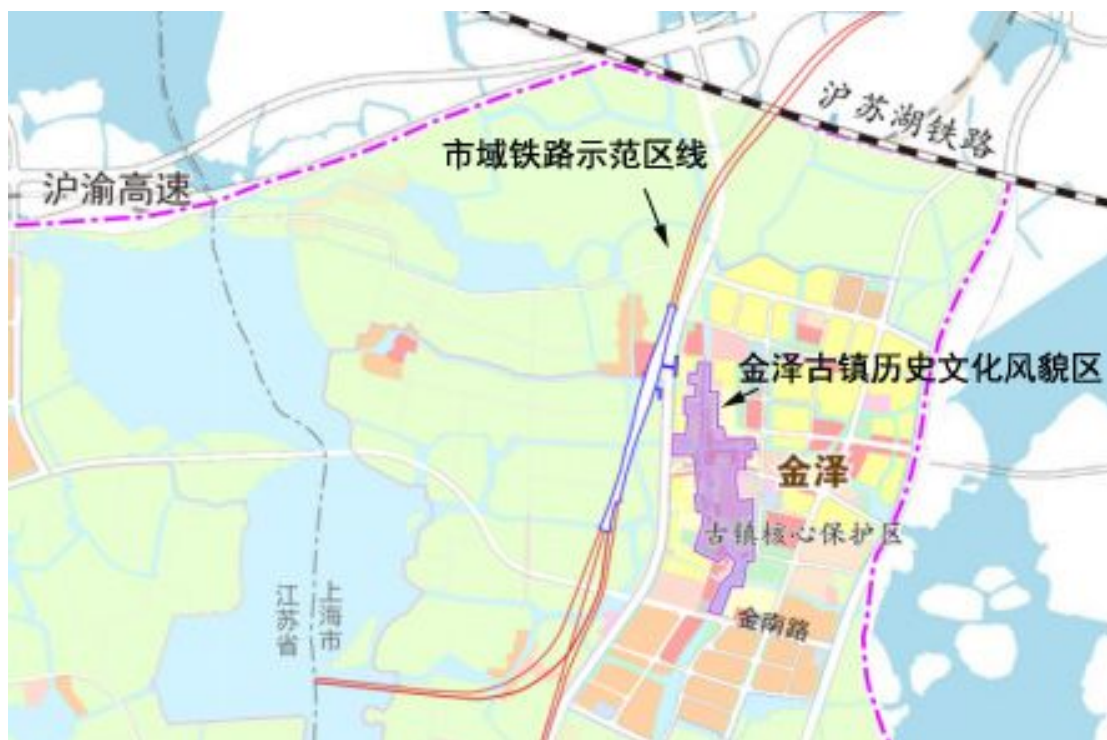 沪苏湖铁路
市域铁路示范区线
沪渝高速
金泽古镇历史文化风貌区
金泽
古镇核心保护区
上海市
江苏省
金南路